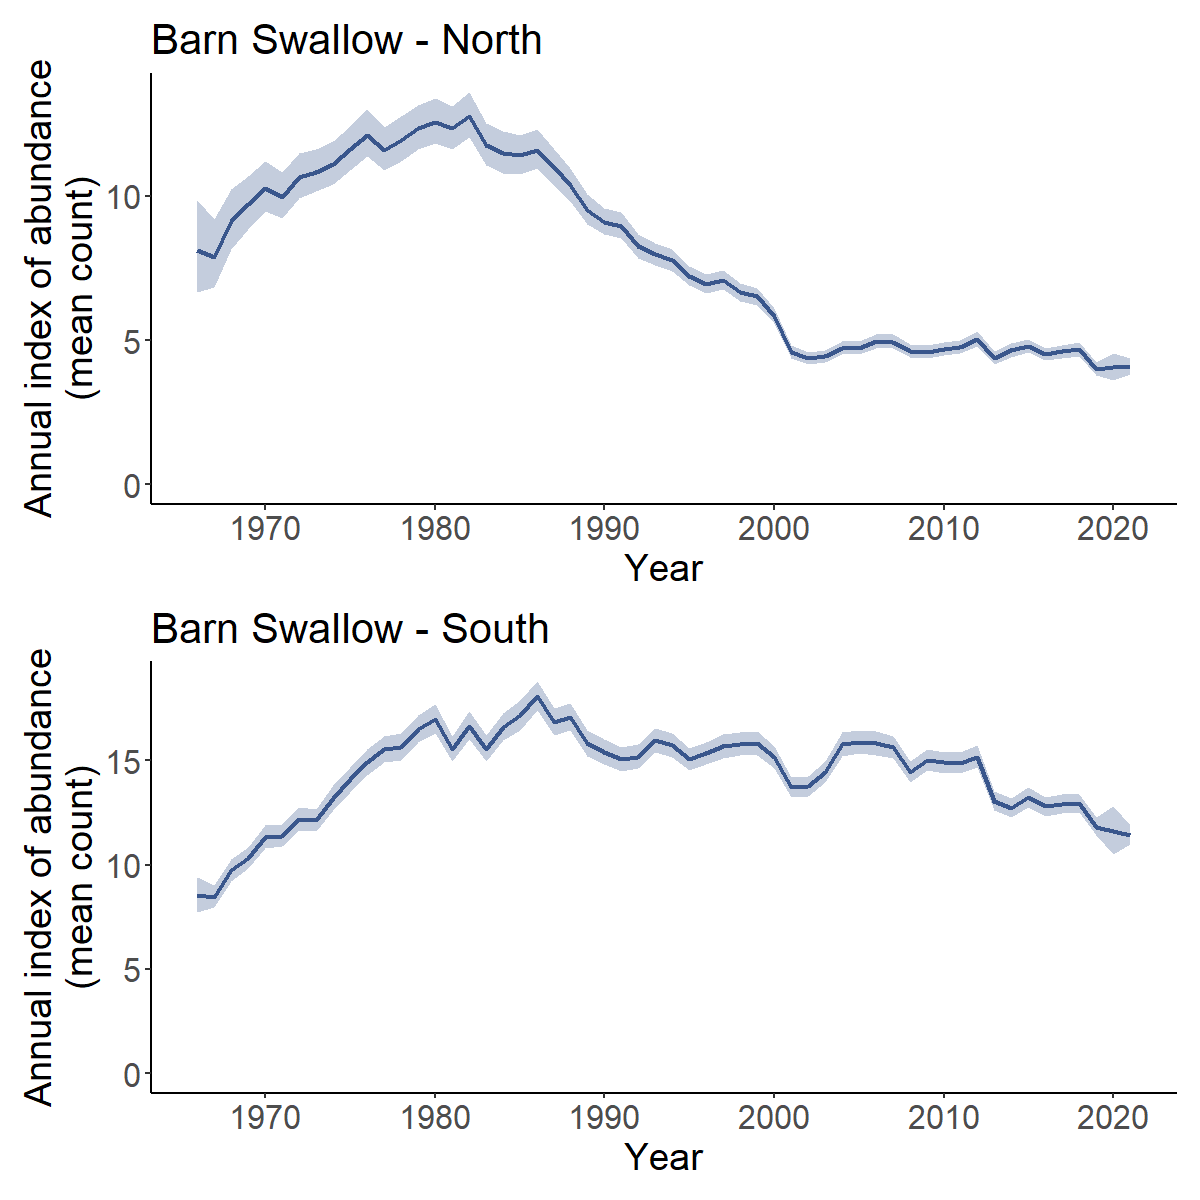 Barn Swallow - North
Annual index of abundance
(mean count)
10
5
0
1970 1980 1990 2000 2010 2020
Year
Barn Swallow - South
Annual index of abundance
(mean count)
15
10
5
0
1970 1980 1990 2000 2010 2020
Year